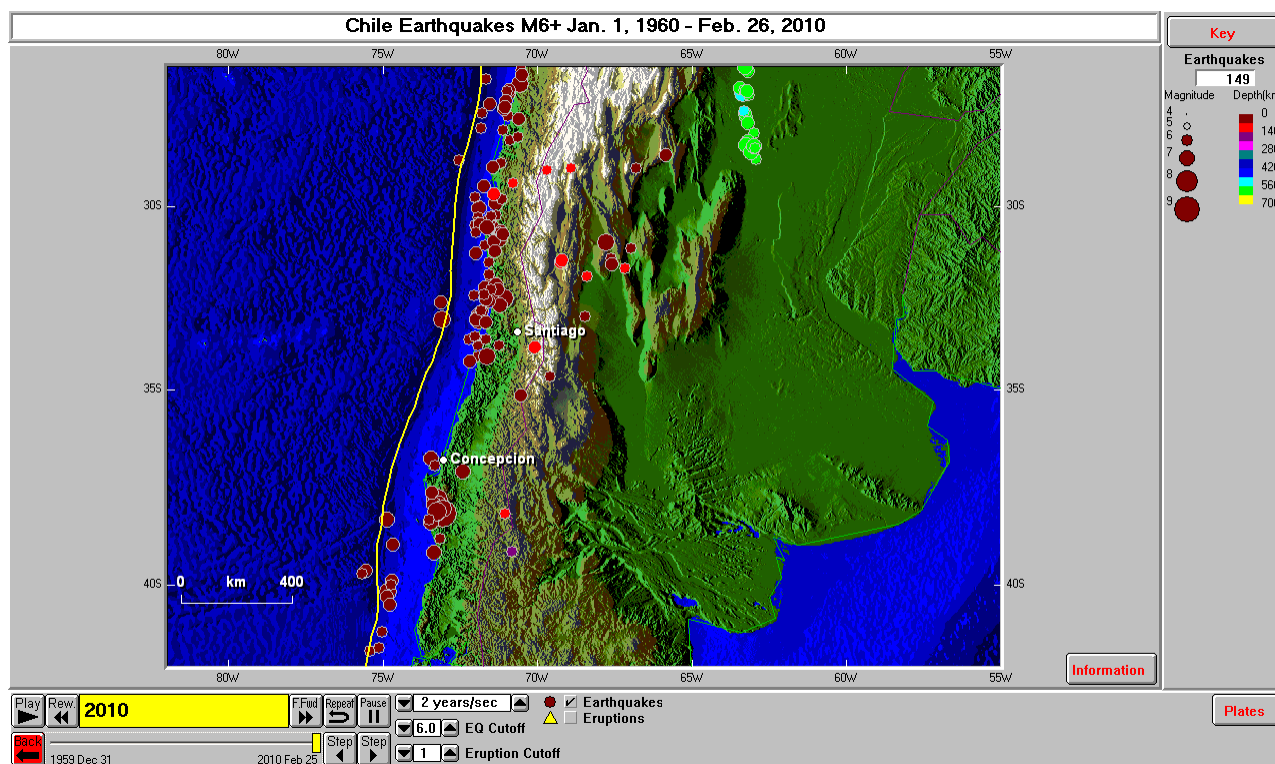 Chile Earthquakes M6+ Jan. 1, 1960 - Feb. 26, 2010
Key
80W 75W 70W 65W 60W 55W
Earthquakes
149
Magnitude Depth(km
4 0
5 140
6 280
7 420
8 560
9 700
30S 30S
Santiago
35S 35S
Concepcion
40S 40S
0 km 400
80W 75W 70W 65W 60W 55W
Information
Play Rew. 2010 F.Fwd Repeat Pause
2 years/sec
Earthquakes
Eruptions
6.0 EQ Cutoff
Plates
Back
1959 Dec 31 2010 Feb 25
Step Step
1 Eruption Cutoff